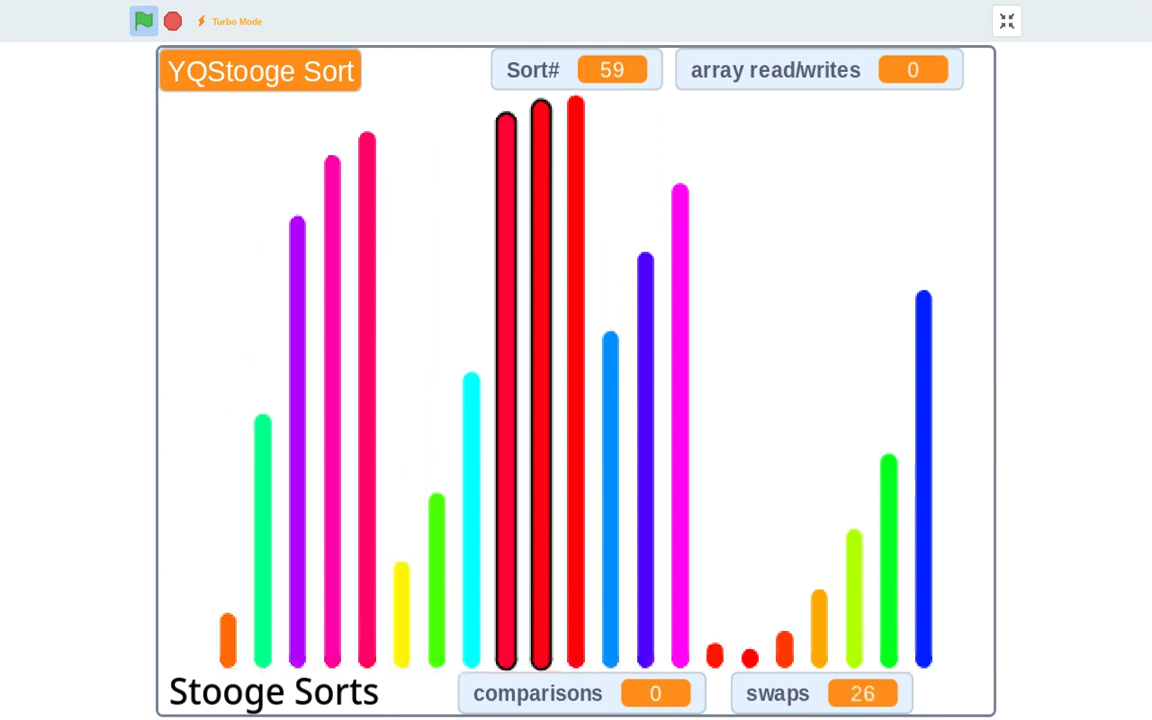 Turbo Mode
YQStooge Sort
Sort# 59
array read/writes 0
Stooge Sorts
comparisons 0
swaps 26